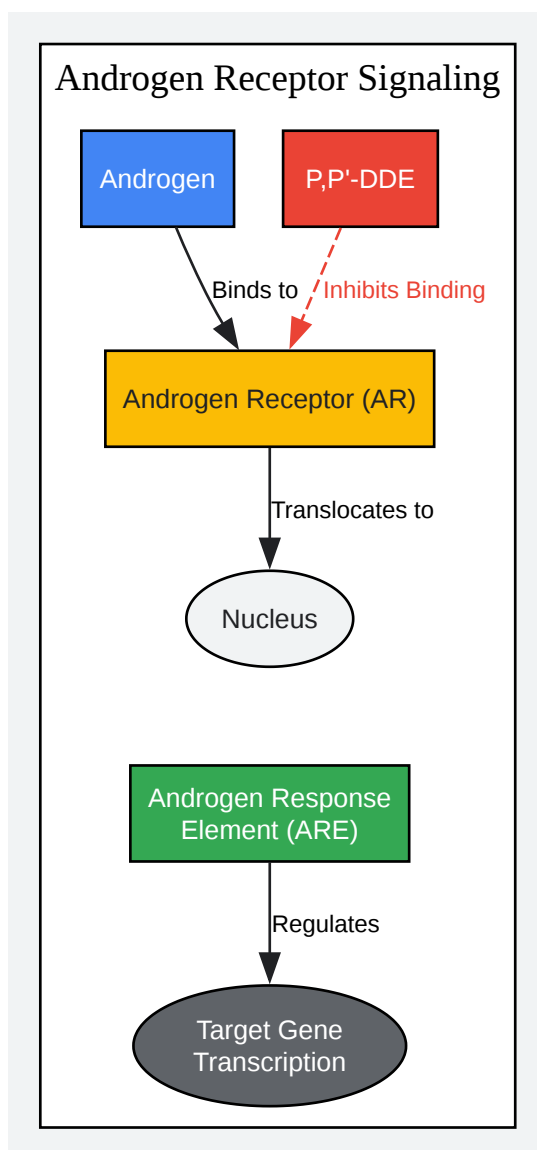 Androgen Receptor Signaling
Androgen
P,P'-DDE
Binds to
Inhibits Binding
Androgen Receptor (AR)
Translocates to
Nucleus
Androgen Response
Element (ARE)
Regulates
Target Gene
Transcription